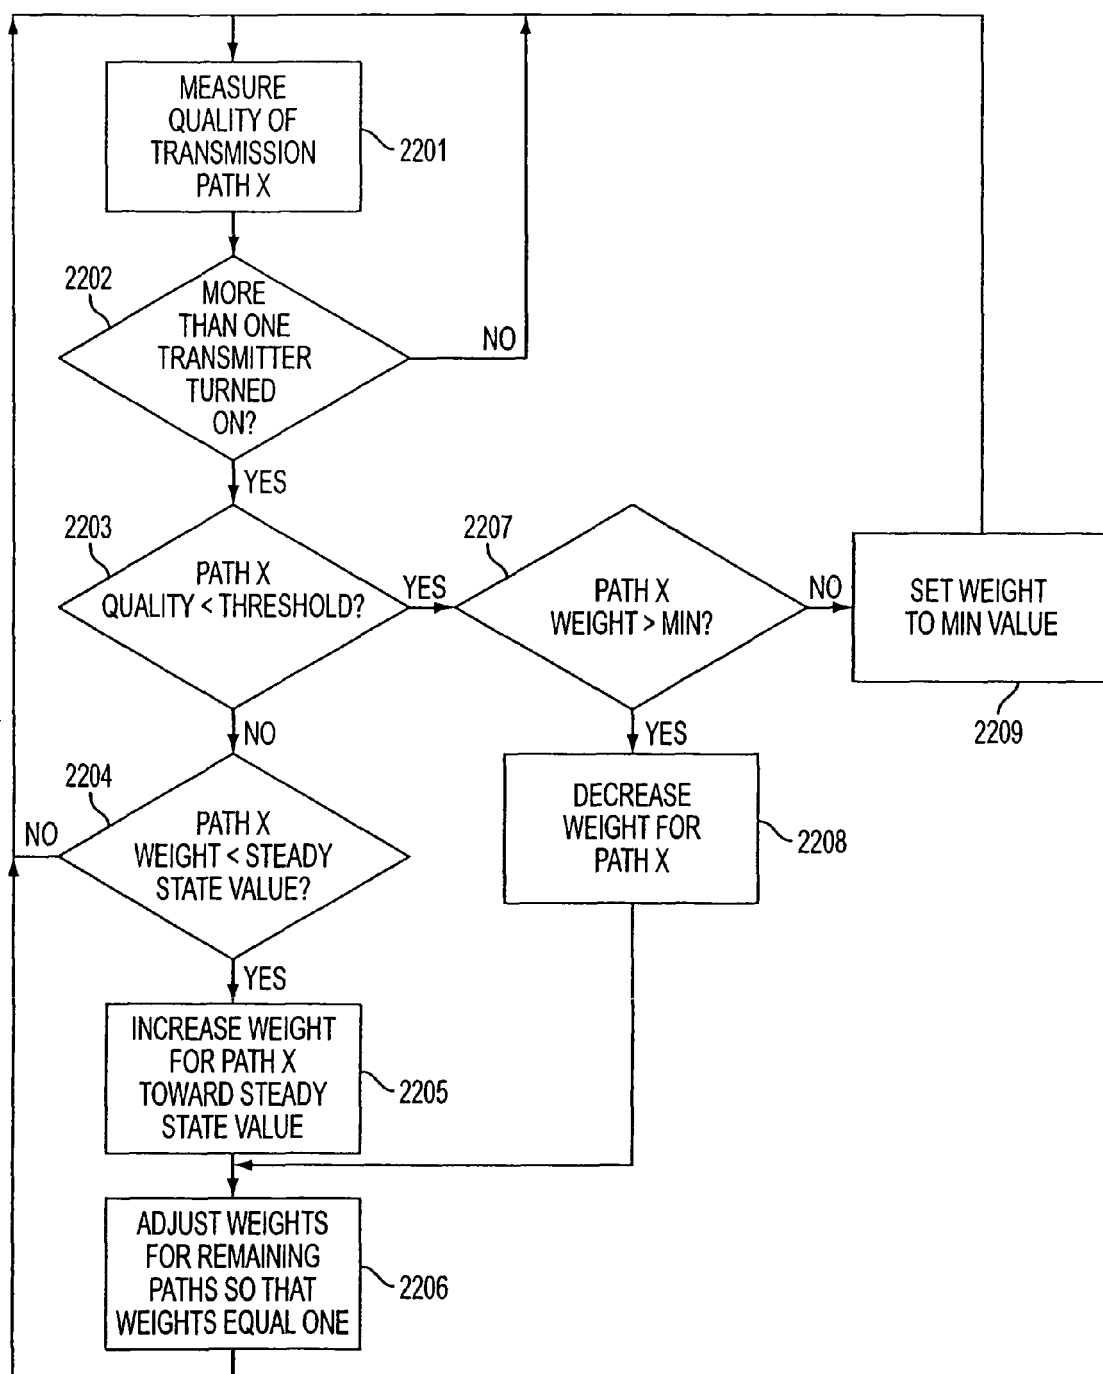 MEASURE
QUALITY OF
TRANSMISSION
PATH X
2201
2202
MORE
THAN ONE
TRANSMITTER
TURNED
ON?
NO
YES
2203
PATH X
QUALITY < THRESHOLD?
YES
2207
PATH X
WEIGHT > MIN?
NO
SET WEIGHT
TO MIN VALUE
2209
NO
YES
2204
PATH X
WEIGHT < STEADY
STATE VALUE?
NO
DECREASE
WEIGHT FOR
PATH X
2208
YES
INCREASE WEIGHT
FOR PATH X
TOWARD STEADY
STATE VALUE
2205
ADJUST WEIGHTS
FOR REMAINING
PATHS SO THAT
WEIGHTS EQUAL ONE
2206